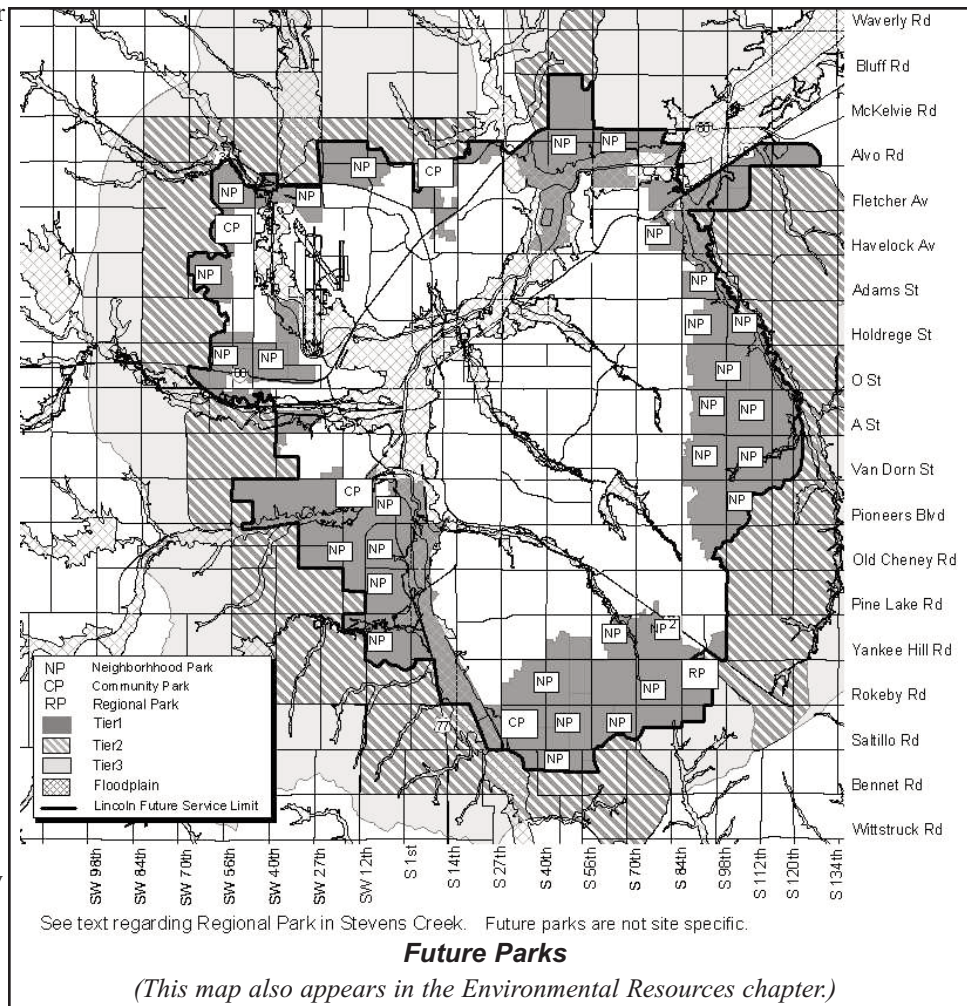 r
Waverly Rd
Bluff Rd
McKelvie Rd
Alvo Rd
Fletcher Av
Havelock Av
Adams St
Holdrege St
O St
A St
Van Dorn St
Pioneers Blvd
Old Cheney Rd
Pine Lake Rd
Yankee Hill Rd
Rokeby Rd
Saltillo Rd
Bennet Rd
Wittstruck Rd
80
NP
NP
NP
CP
NP
NP
CP
NP
NP
NP
NP
NP
NP
NP
NP
80
NP
NP
NP
NP
NP
CP
NP
NP
NP
NP
NP
NP
NP
NP
2
NP
RP
NP
NP
CP
NP
NP
77
NP
NP Neighborhhood Park
CP Community Park
RP Regional Park
Tier1
Tier2
Tier3
Floodplain
Lincoln Future Service Limit
SW 98th
SW 84th
SW 70th
SW 56th
SW 40th
SW 27th
SW 12th
S 1st
S 14th
S 27th
S 40th
S 56th
S 70th
S 84th
S 98th
S 112th
S 120th
S 134th
See text regarding Regional Park in Stevens Creek. Future parks are not site specific.
Future Parks
(This map also appears in the Environmental Resources chapter.)